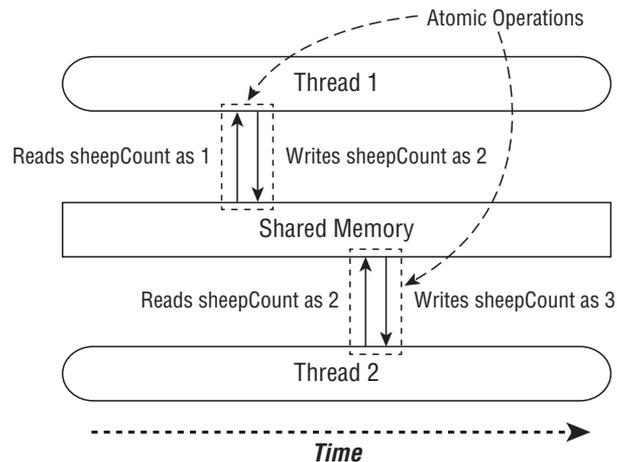 Atomic Operations
Thread 1
Reads sheepCount as 1
Writes sheepCount as 2
Shared Memory
Reads sheepCount as 2
Writes sheepCount as 3
Thread 2
Time